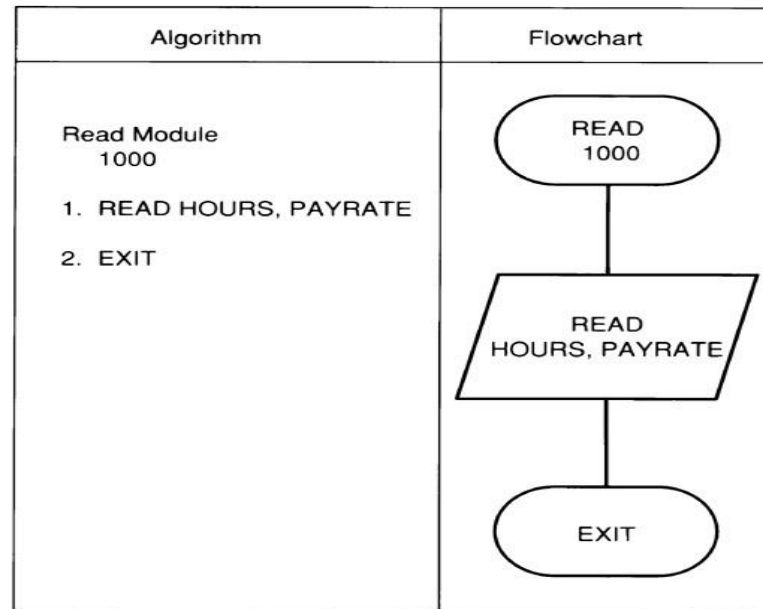 Algorithm
Flowchart
Read Module
1000
1. READ HOURS, PAYRATE
2. EXIT
READ
1000
READ
HOURS, PAYRATE
EXIT